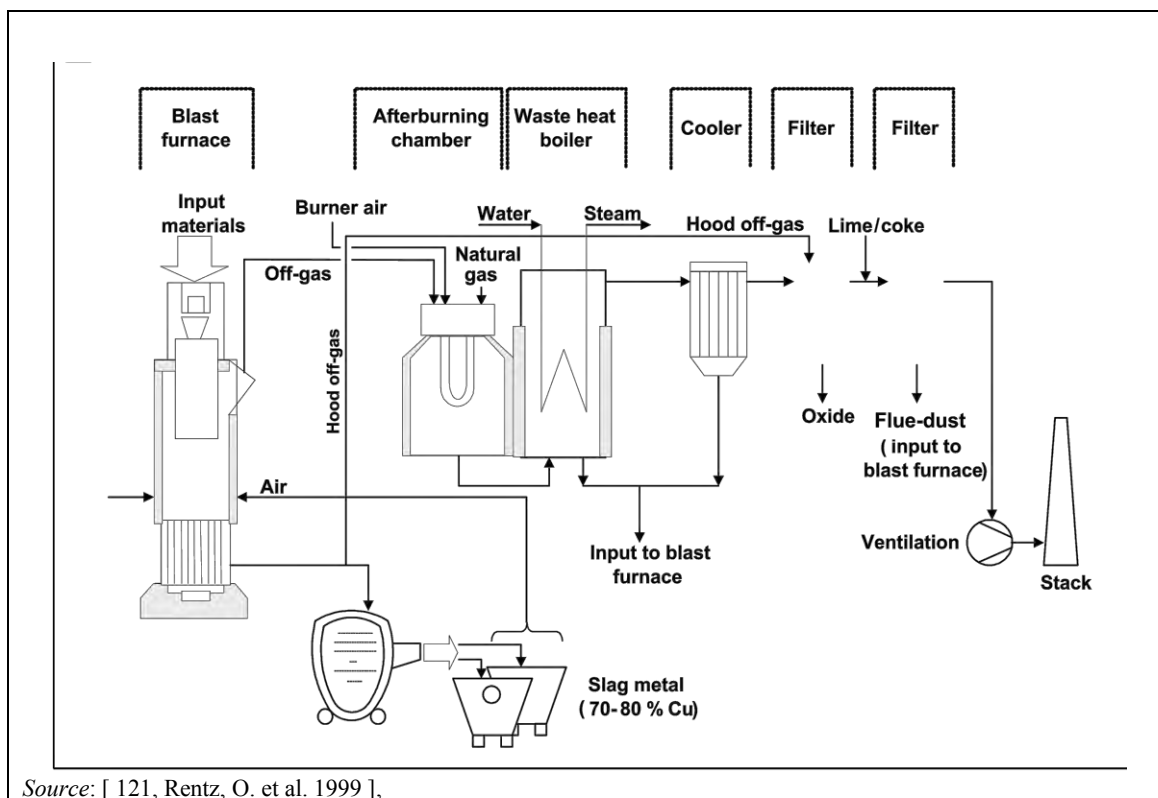 Blast
furnace
Afterburning
chamber
Waste heat
boiler
Cooler
Filter
Filter
Input
materials
Burner air
Water
Steam
Hood off-gas
Lime/coke
Off-gas
Natural
gas
Hood off-gas
Oxide
Flue-dust
( input to
blast furnace)
Air
Input to blast
furnace
Ventilation
Stack
Slag metal
( 70- 80 % Cu)
Source: [ 121, Rentz, O. et al. 1999 ],